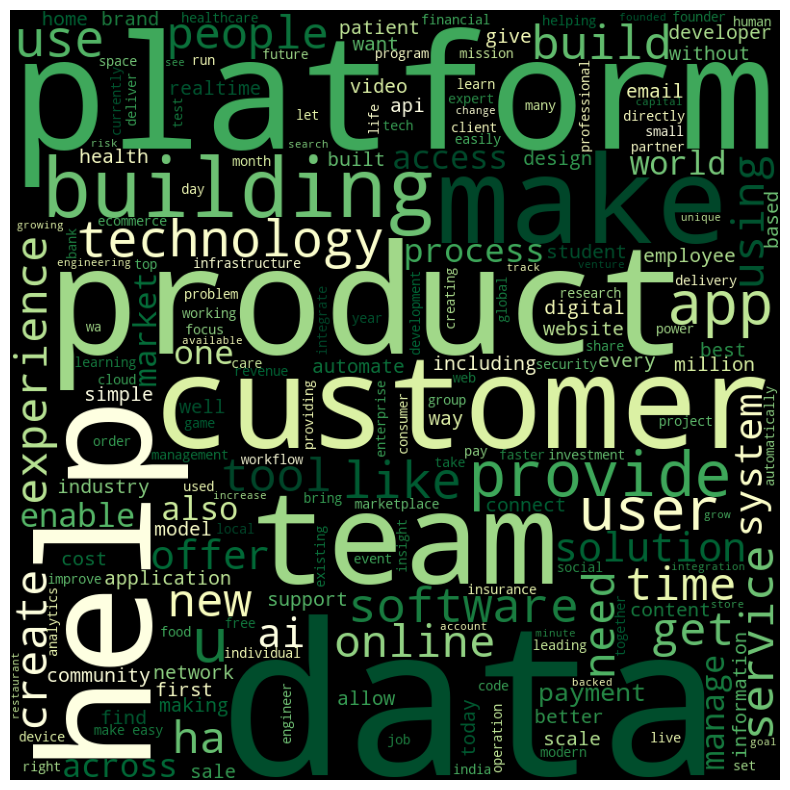 home brand healthcare people patient financial give founded founder human
use want build developer without
platform
space future program mission
currently deliver test see run realtime video life api learn expert change client tech easily many professional capital email directly small partner
risk search let
health month built access design world
building
make
day
unique
using based
growing ecommerce technology process student employee
bank engineering top infrastructure track venture delivery
product
app
experience market wa problem working focus available year integrate development creating global research digital website share power
learning cloud one care revenue automate including web security every million best
simple
customer
well game providing enterprise consumer group way project
help
order management workflow pay faster investment automatically
tool like take provide system
industry used increase bring marketplace connect grow
enable also model local existing event insight user
team
offer solution
cost improve application insurance social integration
create analytics new support software need time content store
food free account minute together get service
u ai online
community network individual leading
restaurant
data
first making engineer allow code backed payment manage information
find make easy
device ha job today operation better scale live goal
right across sale india modern set